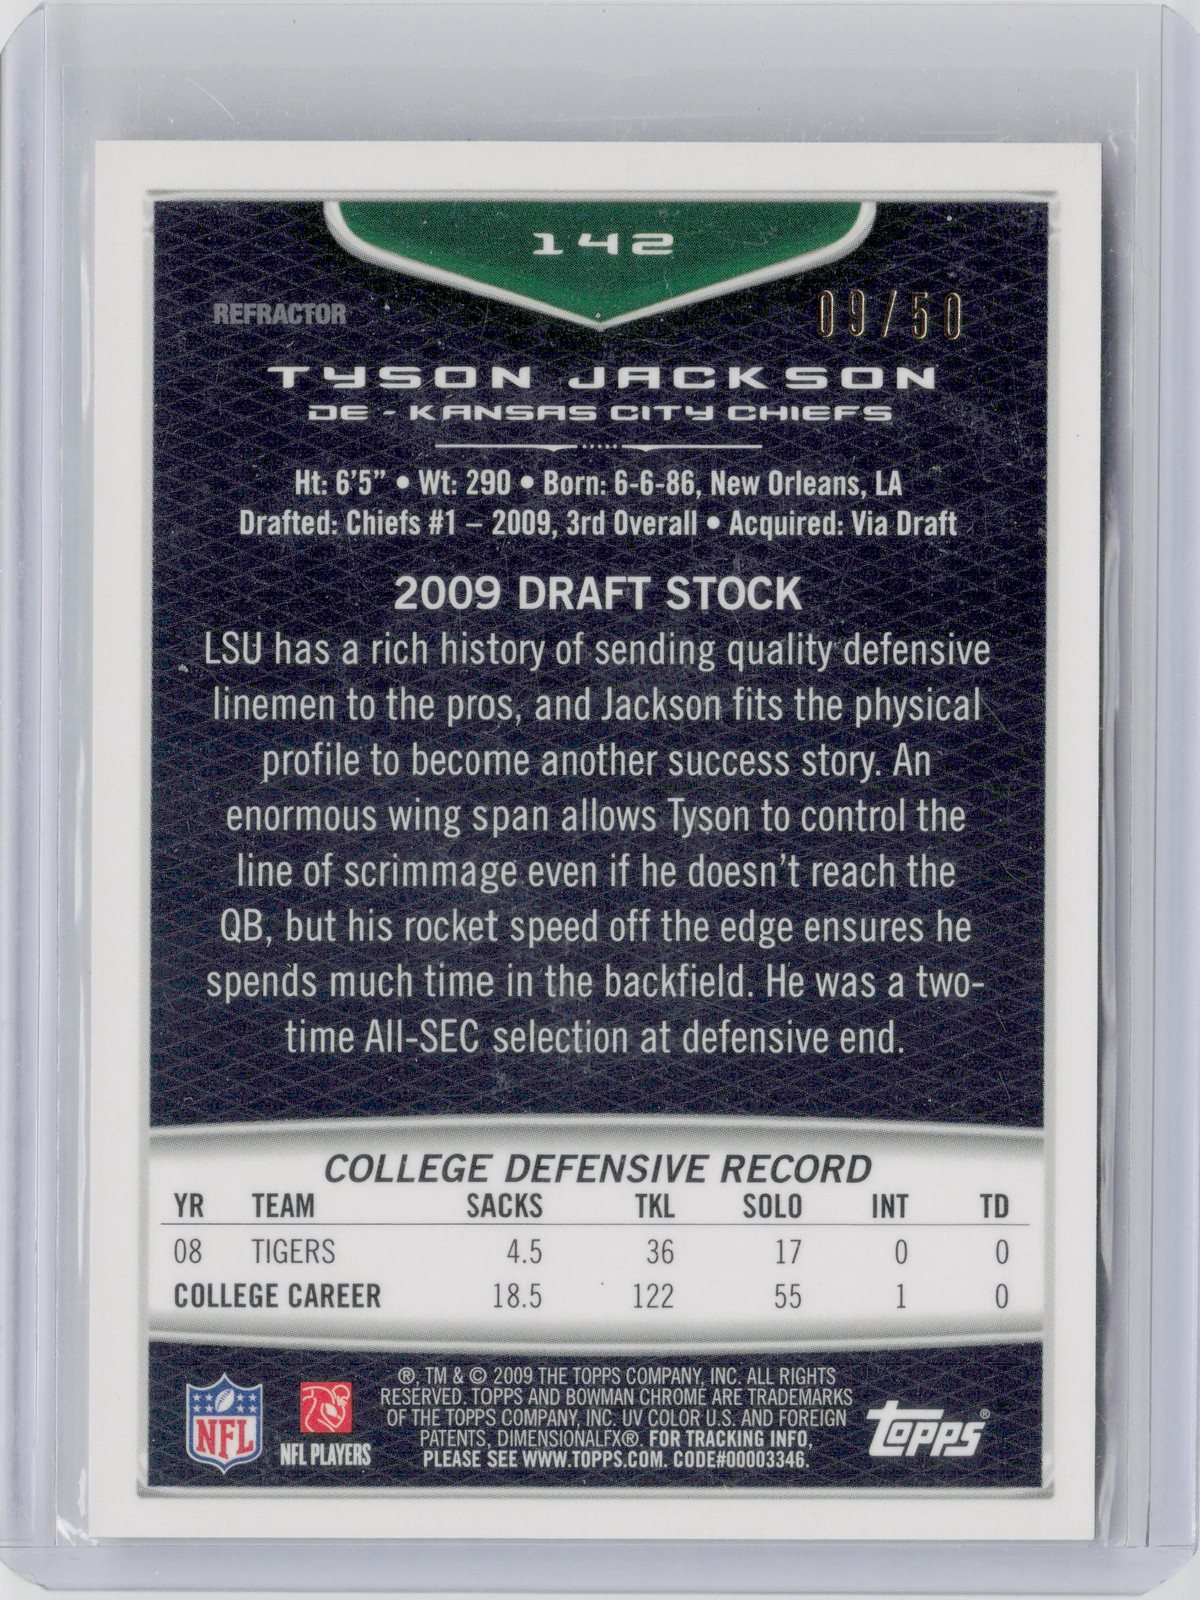 142
REFRACTOR
09/50
TYSON JACKSON
DE - KANSAS CITY CHIEFS
Ht: 6'5” • Wt: 290 • Born: 6-6-86, New Orleans, LA
Drafted: Chiefs #1 – 2009, 3rd Overall • Acquired: Via Draft
2009 DRAFT STOCK
LSU has a rich history of sending quality defensive
linemen to the pros, and Jackson fits the physical
profile to become another success story. An
enormous wing span allows Tyson to control the
line of scrimmage even if he doesn't reach the
QB, but his rocket speed off the edge ensures he
spends much time in the backfield. He was a two-
time All-SEC selection at defensive end.
COLLEGE DEFENSIVE RECORD
YR TEAM SACKS TKL SOLO INT TD
08 TIGERS 4.5 36 17 0 0
COLLEGE CAREER 18.5 122 55 1 0
®, TM & © 2009 THE TOPPS COMPANY, INC. ALL RIGHTS
RESERVED. TOPPS AND BOWMAN CHROME ARE TRADEMARKS
OF THE TOPPS COMPANY, INC. UV COLOR U.S. AND FOREIGN
PATENTS, DIMENSIONALFX®. FOR TRACKING INFO,
PLEASE SEE WWW.TOPPS.COM. CODE#00003346.
NFL
NFL PLAYERS
topps®